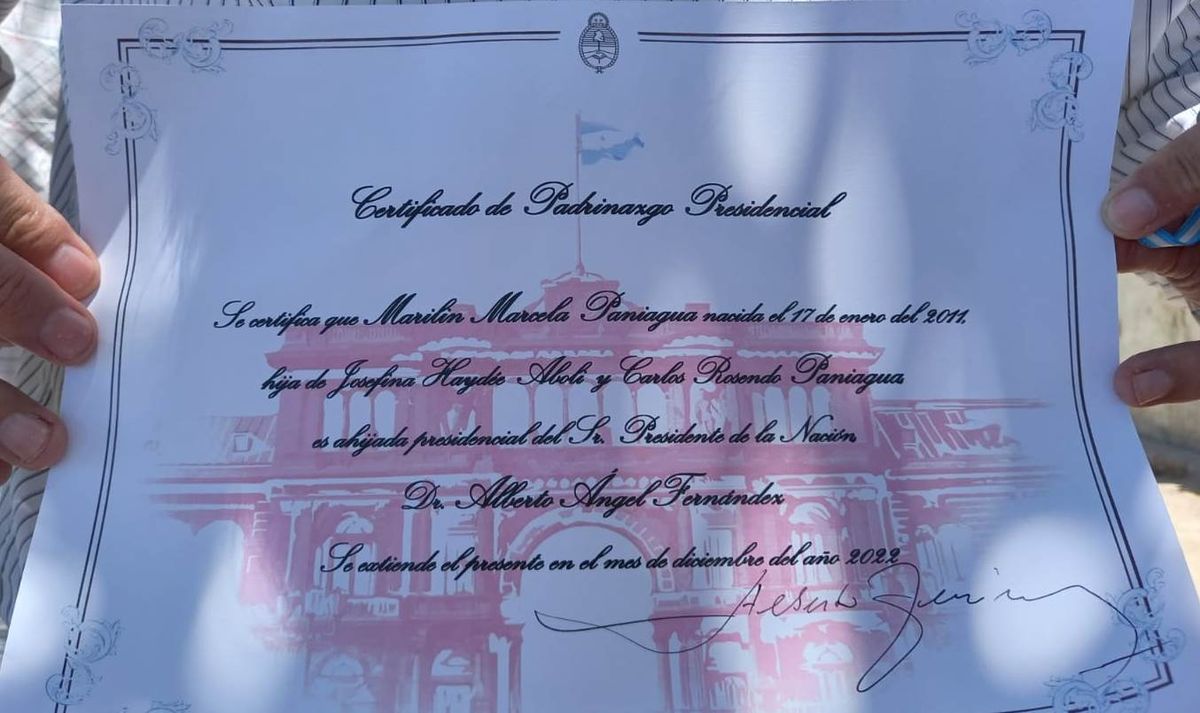 Certificado de Padrinazgo Presidencial
Se certifica que Marilin Marcela Paniagua nacida el 17 de enero del 2011,
hija de Josefina Haydée Aboli y Carlos Rosendo Paniagua,
es ahijada presidencial del Sr. Presidente de la Nación,
Dr. Alberto Ángel Fernández
Se extiende el presente en el mes de diciembre del año 2022